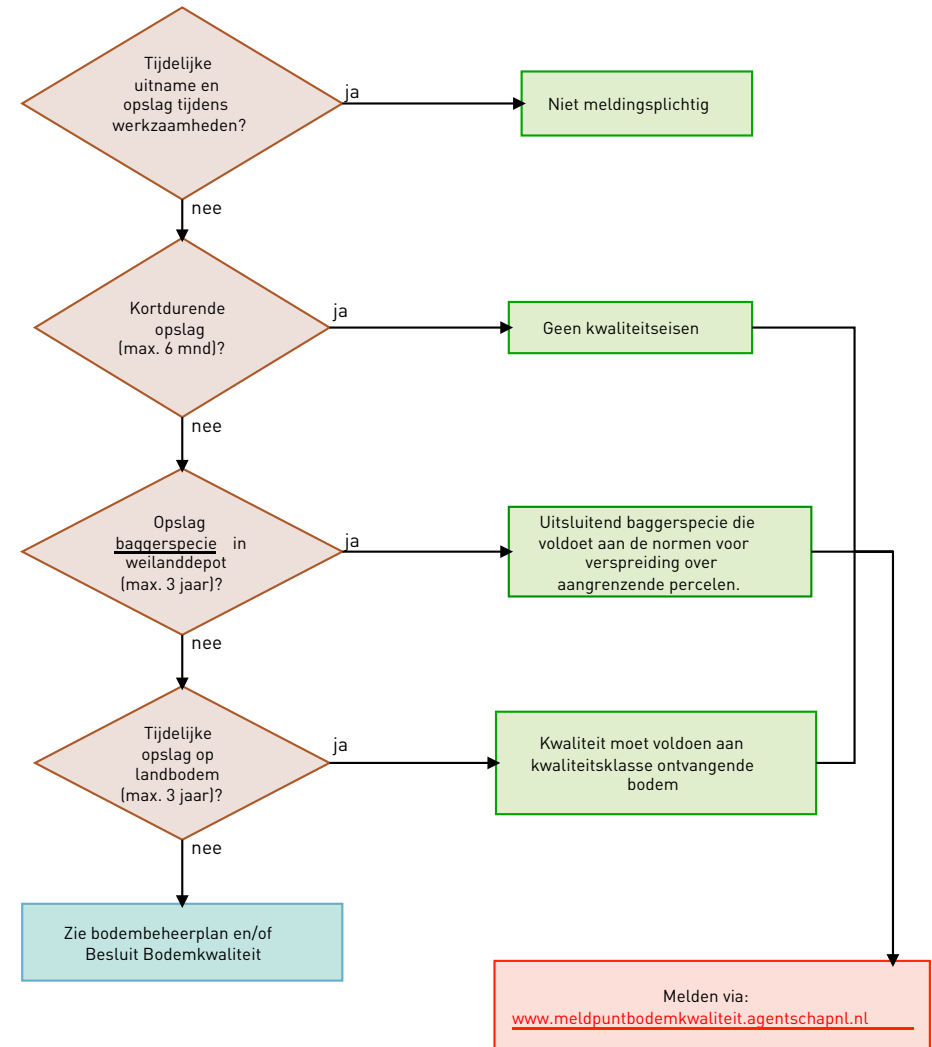 Tijdelijke
uitname en
opslag tijdens
werkzaamheden?
ja
Niet meldingsplichtig
nee
Kortdurende
opslag
(max. 6 mnd)?
ja
Geen kwaliteitseisen
nee
Opslag
baggerspecie in
weilanddepot
(max. 3 jaar)?
ja
Uitsluitend baggerspecie die
voldoet aan de normen voor
verspreiding over
aangrenzende percelen.
nee
Tijdelijke
opslag op
landbodem
(max. 3 jaar)?
ja
Kwaliteit moet voldoen aan
kwaliteitsklasse ontvangende
bodem
nee
Zie bodembeheerplan en/of
Besluit Bodemkwaliteit
Melden via:
www.meldpuntbodemkwaliteit.agentschapnl.nl